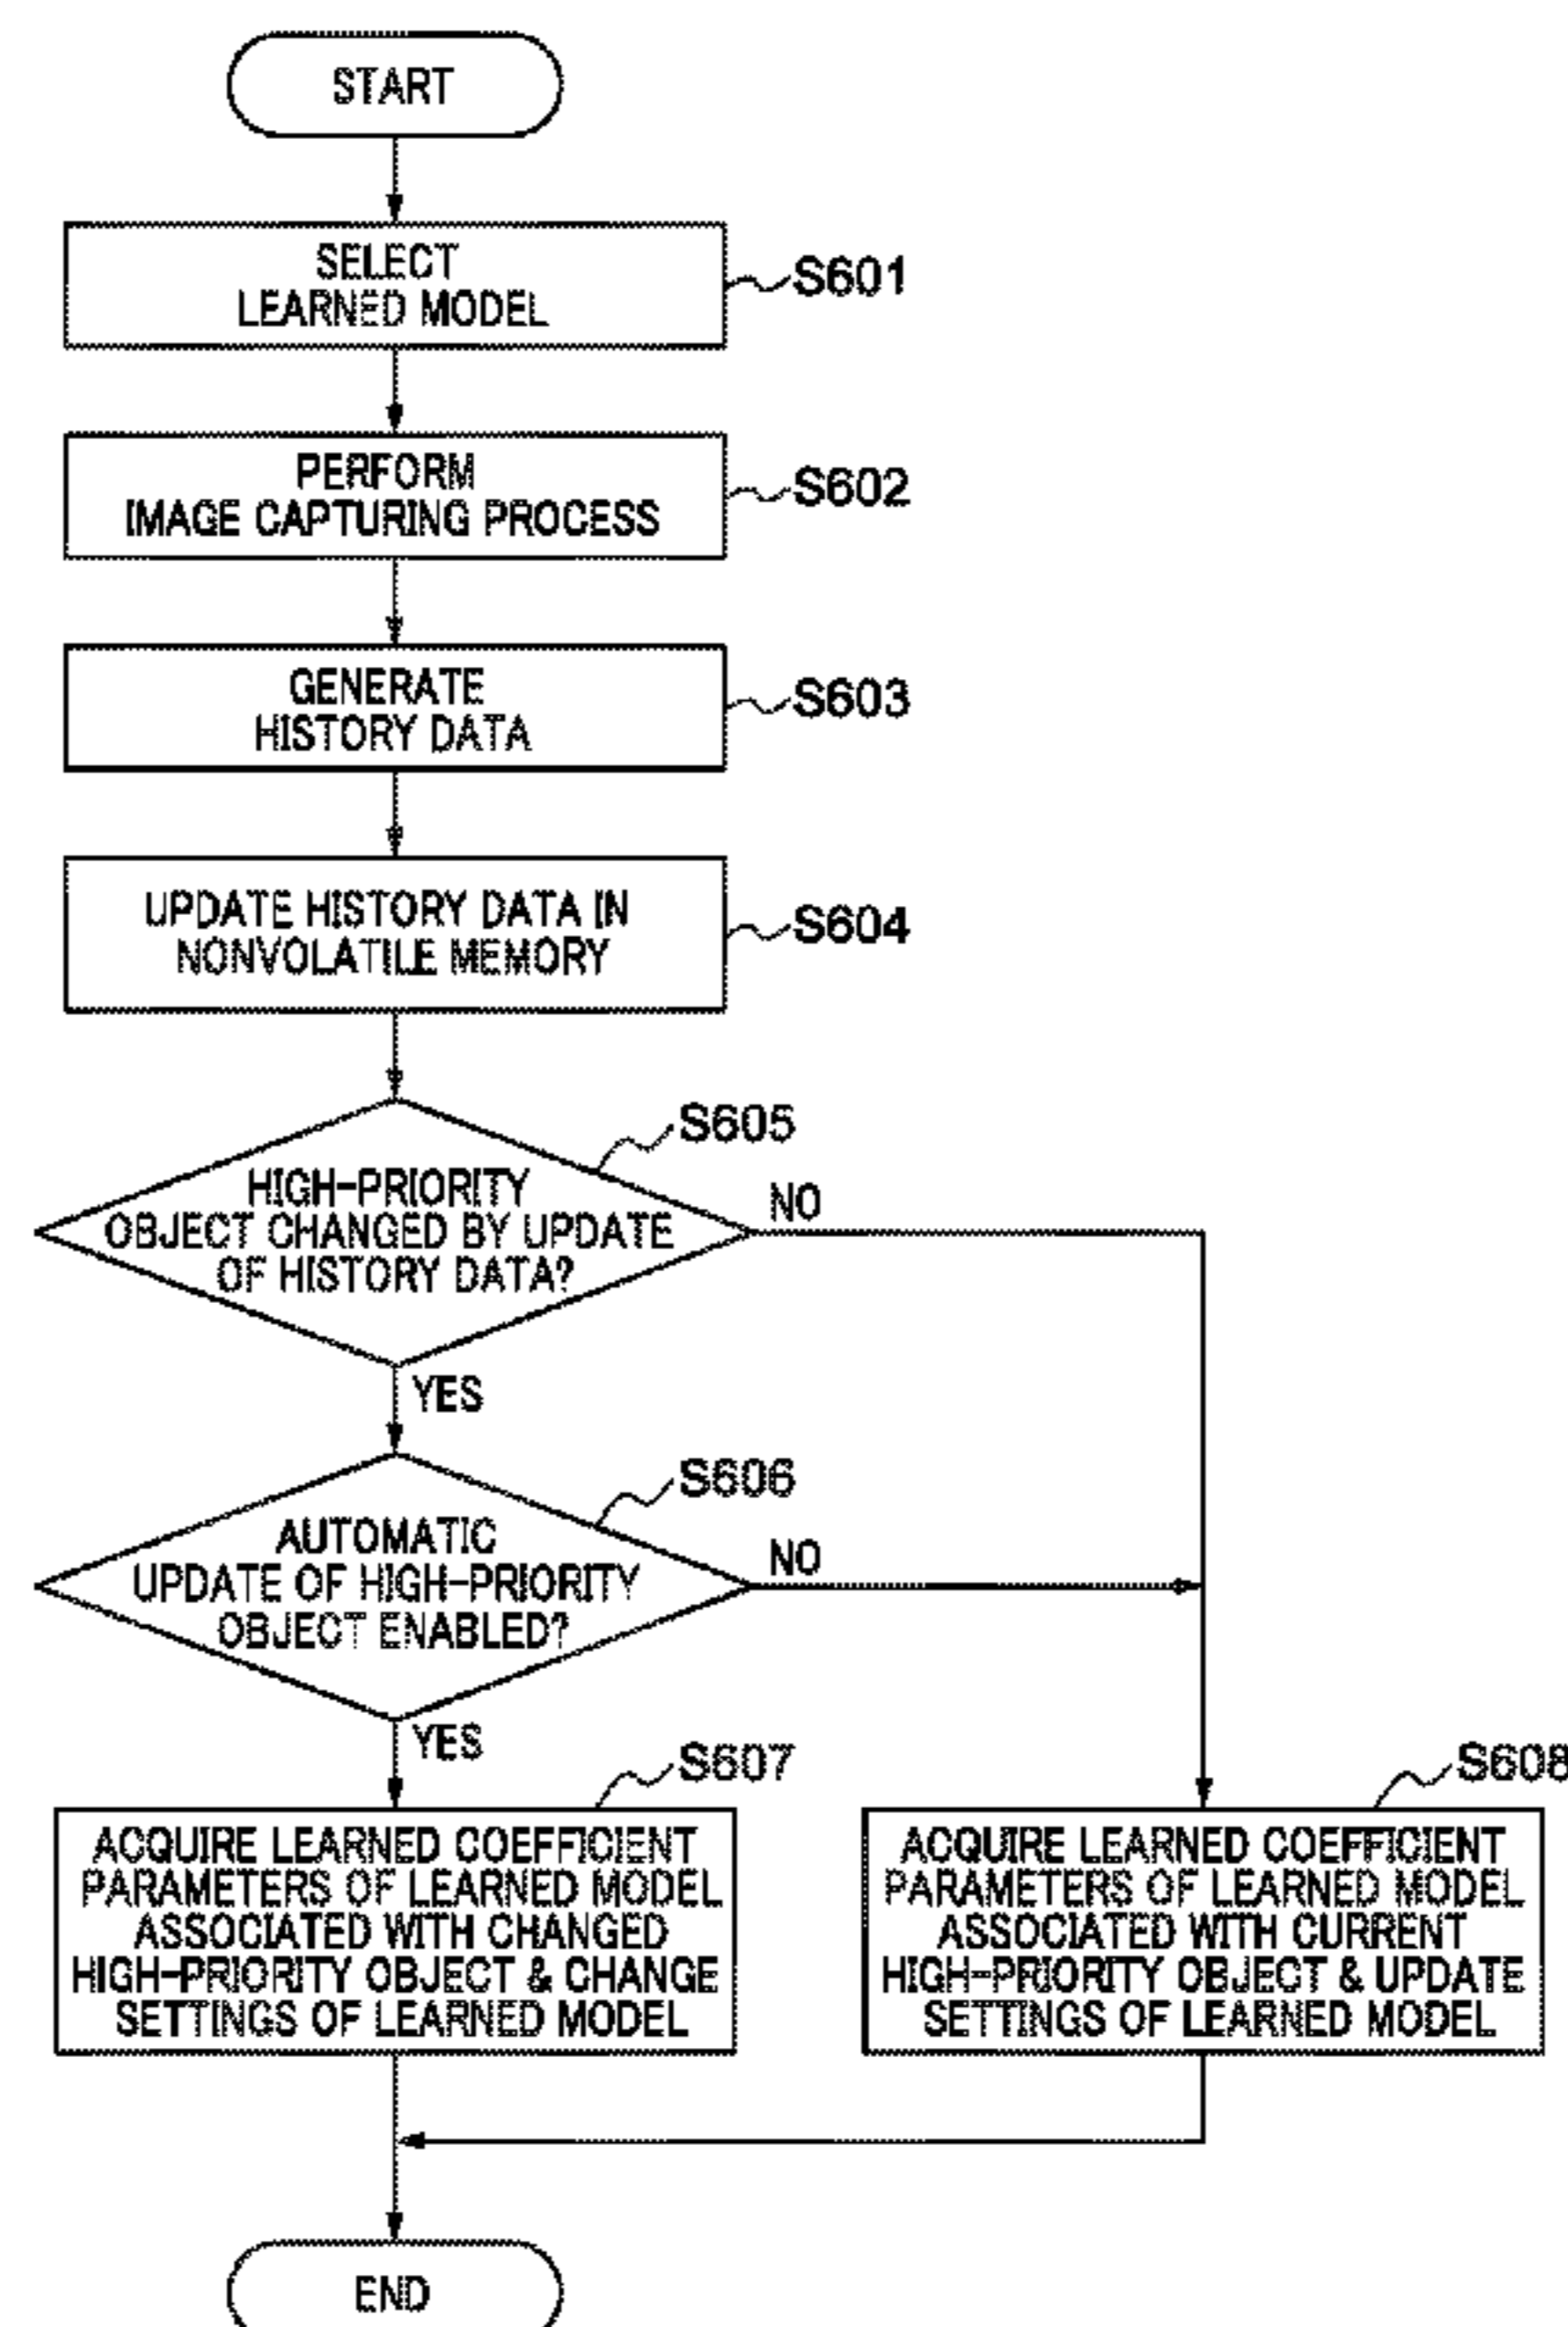 START
SELECT
LEARNED MODEL
S601
PERFORM
IMAGE CAPTURING PROCESS
S602
GENERATE
HISTORY DATA
S603
UPDATE HISTORY DATA IN
NONVOLATILE MEMORY
S604
S605
HIGH-PRIORITY
OBJECT CHANGED BY UPDATE
OF HISTORY DATA?
NO
YES
S606
AUTOMATIC
UPDATE OF HIGH-PRIORITY
OBJECT ENABLED?
NO
YES
S607
ACQUIRE LEARNED COEFFICIENT
PARAMETERS OF LEARNED MODEL
ASSOCIATED WITH CHANGED
HIGH-PRIORITY OBJECT & CHANGE
SETTINGS OF LEARNED MODEL
S608
ACQUIRE LEARNED COEFFICIENT
PARAMETERS OF LEARNED MODEL
ASSOCIATED WITH CURRENT
HIGH-PRIORITY OBJECT & UPDATE
SETTINGS OF LEARNED MODEL
END